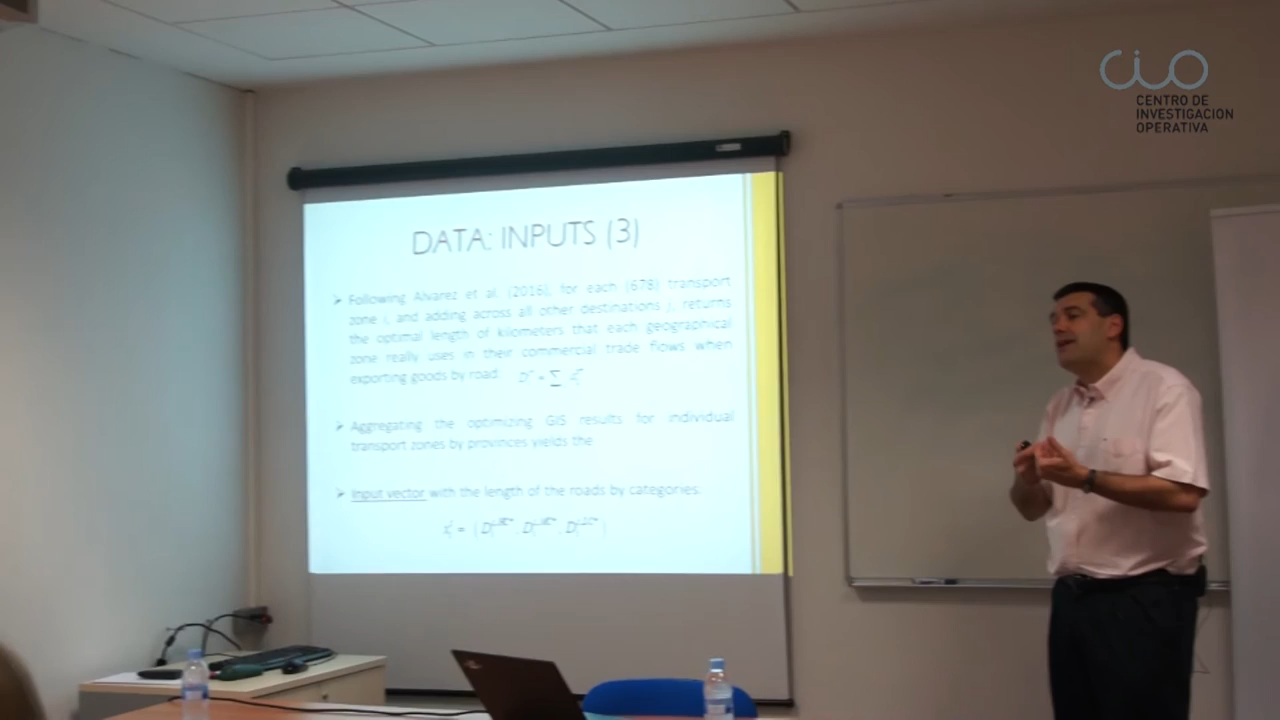 CIO
CENTRO DE
INVESTIGACION
OPERATIVA
DATA: INPUTS (3)
Following Alvarez et al. (2016), for each (678) transport
zone i, and adding across all other destinations j, returns
the optimal length of kilometers that each geographical
zone really uses in their commercial trade flows when
exporting goods by road:
Aggregating the optimizing GIS results for individual
transport zones by provinces yields the
Input vector with the length of the roads by categories: